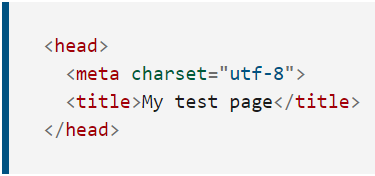 <head>
<meta charset="utf-8">
<title>My test page</title>
</head>